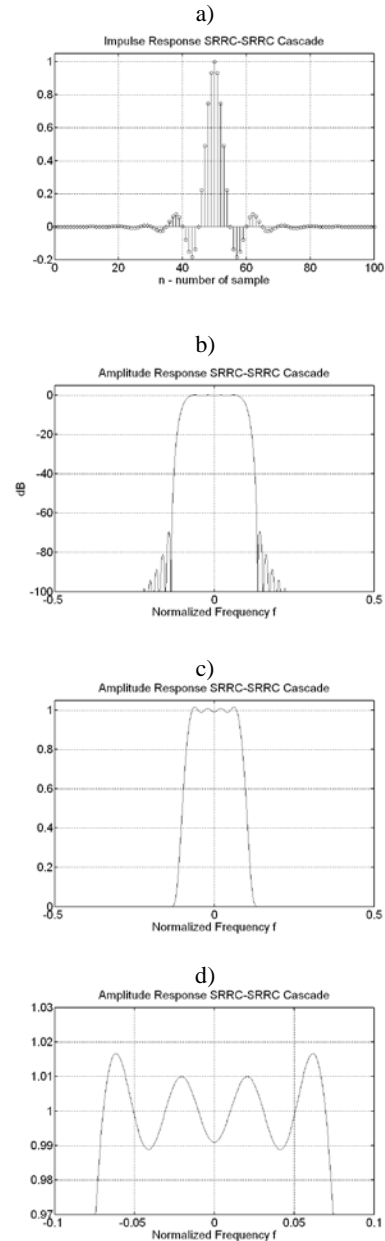 a)
Impulse Response SRRC-SRRC Cascade
1
0.8
0.6
0.4
0.2
0
-0.2
0 20 40 60 80 100
n - number of sample
b)
Amplitude Response SRRC-SRRC Cascade
0
-20
-40
dB
-60
-80
-100
-0.5 0 0.5
Normalized Frequency f
c)
Amplitude Response SRRC-SRRC Cascade
1
0.8
0.6
0.4
0.2
0
-0.5 0 0.5
Normalized Frequency f
d)
Amplitude Response SRRC-SRRC Cascade
1.03
1.02
1.01
1
0.99
0.98
0.97
-0.1 -0.05 0 0.05 0.1
Normalized Frequency f